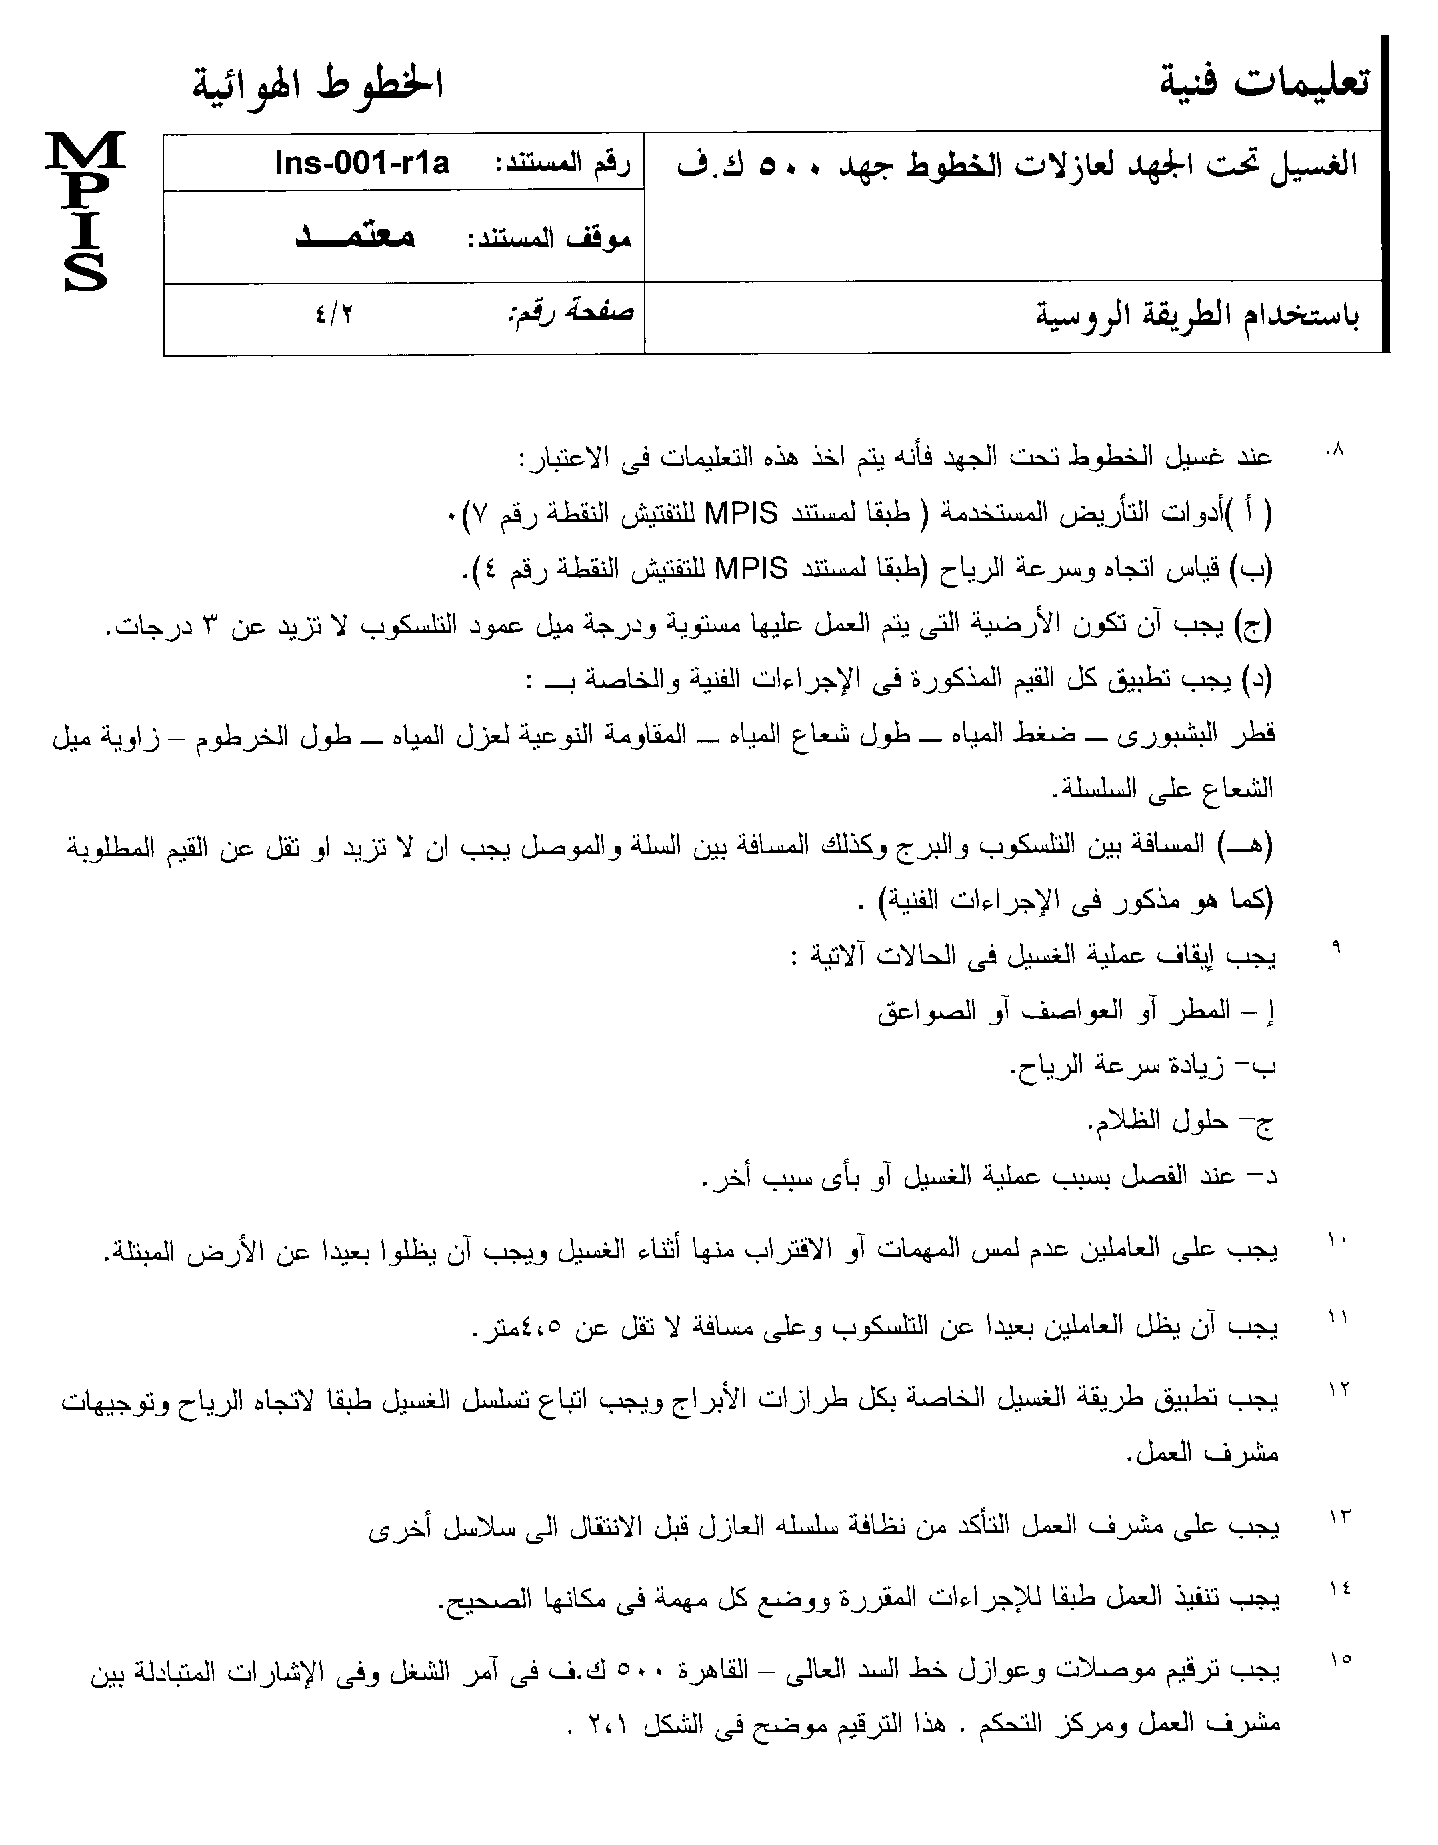 تعليمات فنية
الخطوط الهوائية
MPIS
الغسيل تحت الجهد لعازلات الخطوط جهد ٥٠٠ ك.ف
رقم المستند: Ins-001-r1a
موقف المستند: معتمــد
باستخدام الطريقة الروسية
صفحة رقم: ٤/٢
٨. عند غسيل الخطوط تحت الجهد فأنه يتم اخذ هذه التعليمات فى الاعتبار:
( أ )أدوات التأريض المستخدمة ( طبقا لمستند MPIS للتفتيش النقطة رقم ٧)٠
(ب) قياس اتجاه وسرعة الرياح (طبقا لمستند MPIS للتفتيش النقطة رقم ٤).
(ج) يجب آن تكون الأرضية التى يتم العمل عليها مستوية ودرجة ميل عمود التلسكوب لا تزيد عن ٣ درجات.
(د) يجب تطبيق كل القيم المذكورة فى الإجراءات الفنية والخاصة بــ :
قطر البشبورى – ضغط المياه – طول شعاع المياه – المقاومة النوعية لعزل المياه – طول الخرطوم – زاوية ميل
الشعاع على السلسلة.
(هــ) المسافة بين التلسكوب والبرج وكذلك المسافة بين السلة والموصل يجب ان لا تزيد او تقل عن القيم المطلوبة
(كما هو مذكور فى الإجراءات الفنية) .
٩ يجب إيقاف عملية الغسيل فى الحالات آلاتية :
إ – المطر آو العواصف آو الصواعق
ب– زيادة سرعة الرياح.
ج– حلول الظلام.
د– عند الفصل بسبب عملية الغسيل آو بأى سبب أخر.
١٠ يجب على العاملين عدم لمس المهمات آو الاقتراب منها أثناء الغسيل ويجب آن يظلوا بعيدا عن الأرض المبتلة.
١١ يجب آن يظل العاملين بعيدا عن التلسكوب وعلى مسافة لا تقل عن ٤،٥متر.
١٢ يجب تطبيق طريقة الغسيل الخاصة بكل طرازات الأبراج ويجب اتباع تسلسل الغسيل طبقا لاتجاه الرياح وتوجيهات
مشرف العمل.
١٣ يجب على مشرف العمل التأكد من نظافة سلسله العازل قبل الانتقال الى سلاسل أخرى
١٤ يجب تنفيذ العمل طبقا للإجراءات المقررة ووضع كل مهمة فى مكانها الصحيح.
١٥ يجب ترقيم موصلات وعوازل خط السد العالى – القاهرة ٥٠٠ ك.ف فى آمر الشغل وفى الإشارات المتبادلة بين
مشرف العمل ومركز التحكم . هذا الترقيم موضح فى الشكل ٢،١ .